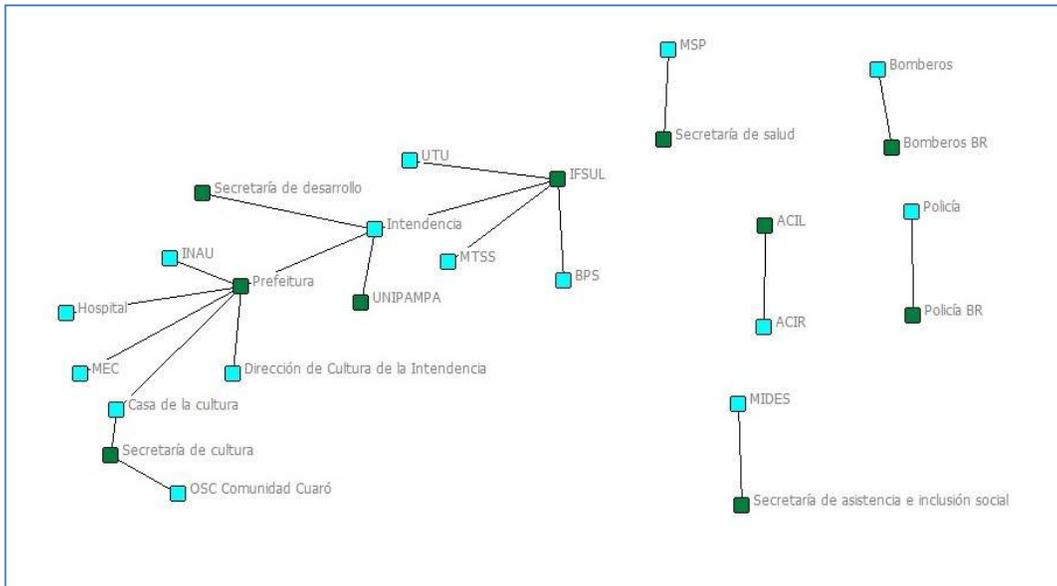 MSP
Bomberos
Secretaría de salud
Bomberos BR
UTU
IFSUL
Secretaría de desarrollo
Intendencia
Policía
ACIL
INAU
MTSS
BPS
Prefeitura
UNIPAMPA
Hospital
Policía BR
ACIR
MEC
Dirección de Cultura de la Intendencia
Casa de la cultura
MIDES
Secretaría de cultura
OSC Comunidad Cuaró
Secretaría de asistencia e inclusión social